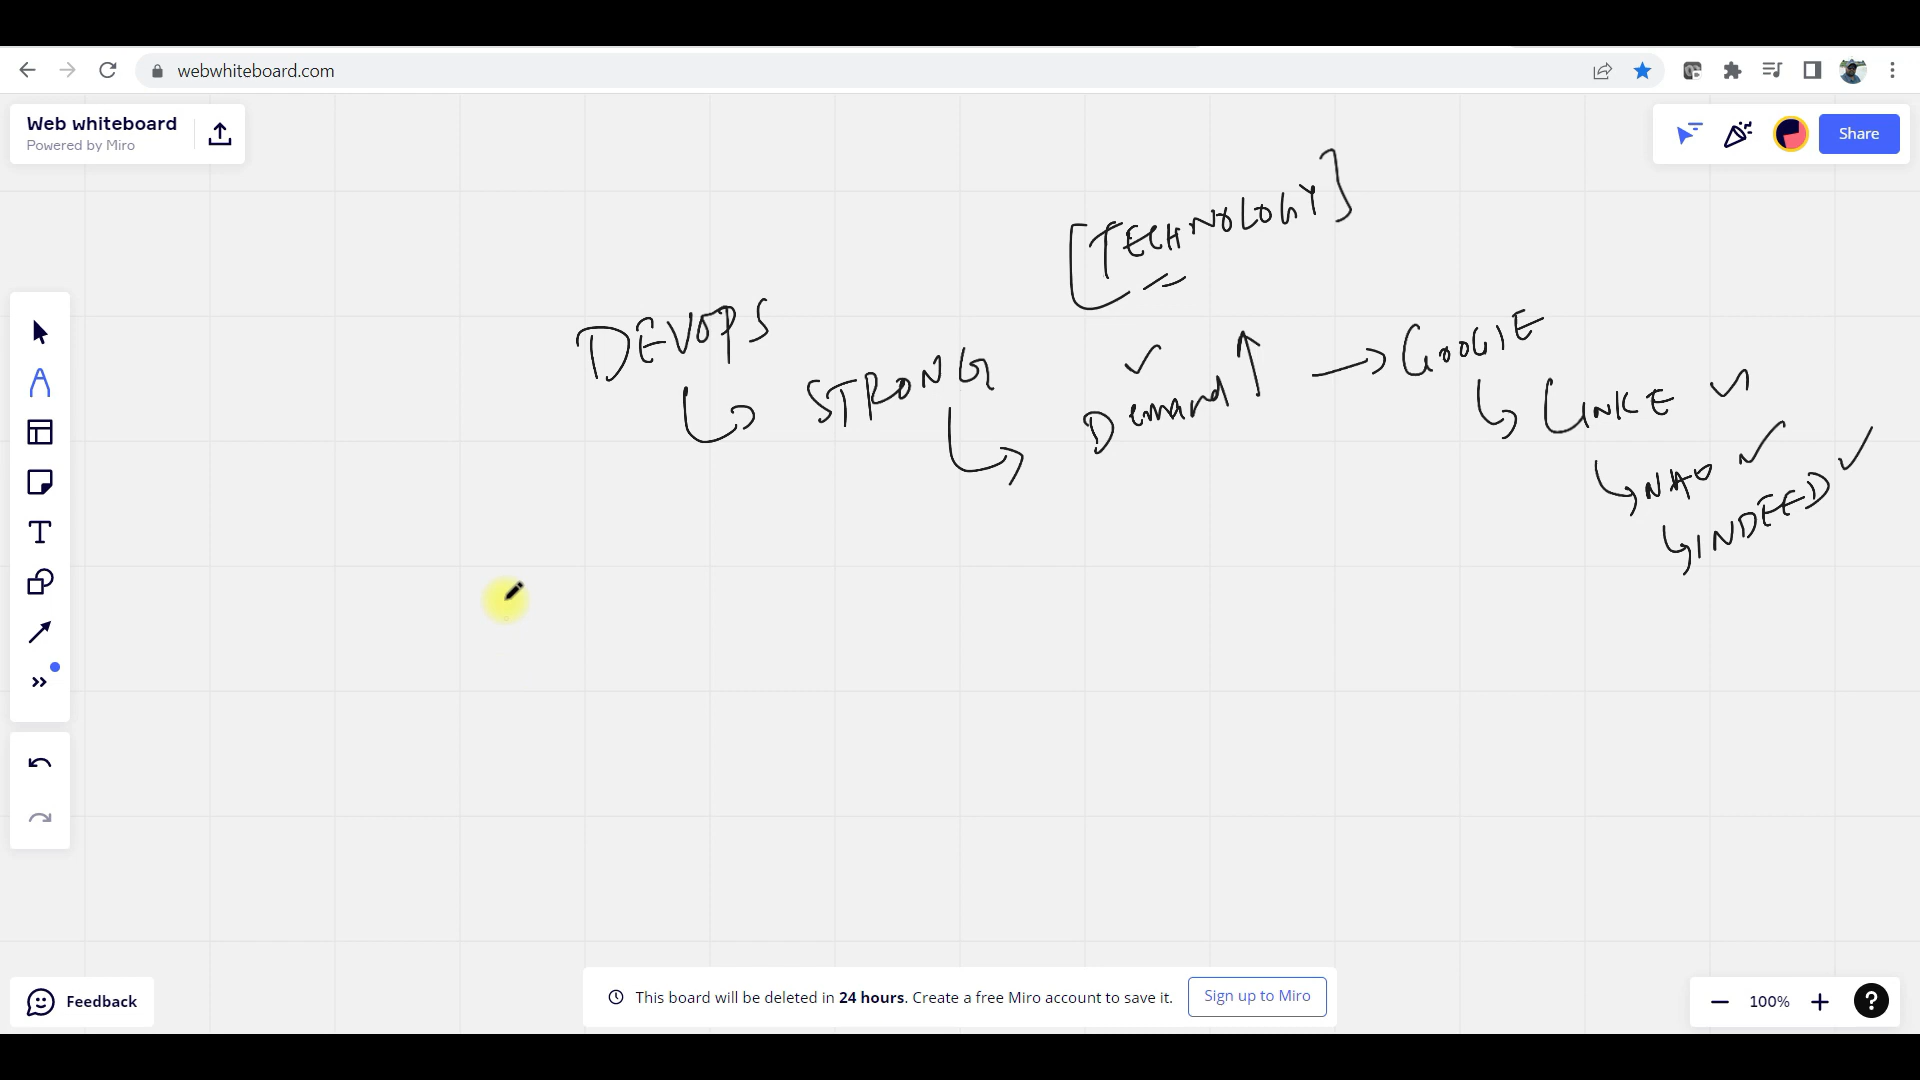 webwhiteboard.com
Web whiteboard
Powered by Miro
Share
[TECHNOLOGY]
DEVOPS
STRONG
Demand
GOOGLE
LINKE
NAO
INDEED
Feedback
This board will be deleted in 24 hours. Create a free Miro account to save it.
Sign up to Miro
100%